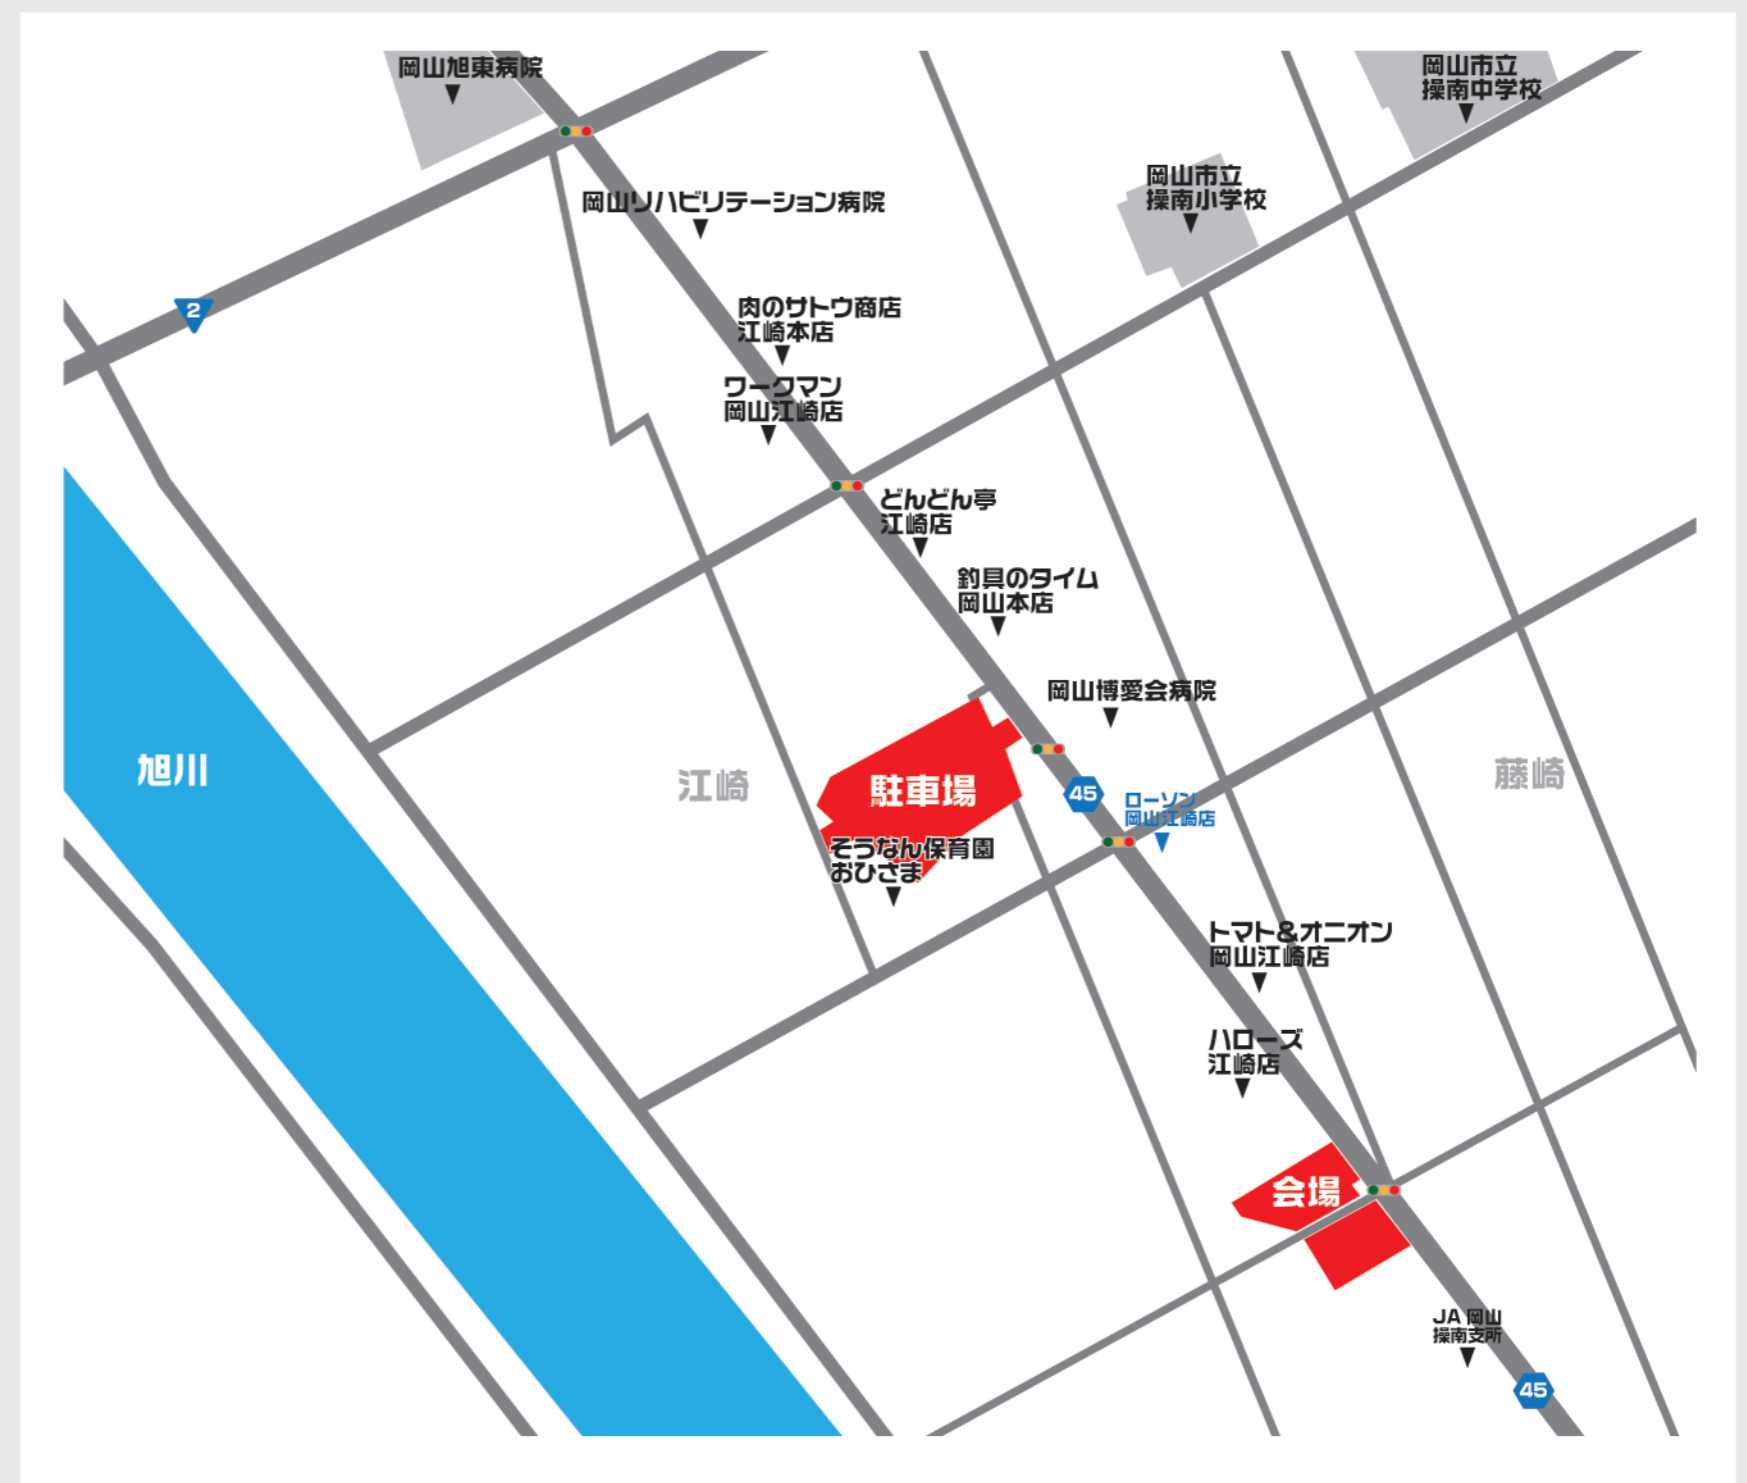 岡山旭東病院
岡山市立
操南中学校
岡山市立
操南小学校
岡山リハビリテーション病院
2
肉のサトウ商店
江崎本店
ワークマン
岡山江崎店
どんどん亭
江崎店
釣具のタイム
岡山本店
岡山博愛会病院
旭川
江崎
駐車場
45
ローソン
岡山江崎店
藤崎
そうなん保育園
おひさま
トマト&オニオン
岡山江崎店
ハローズ
江崎店
会場
JA 岡山
操南支所
45